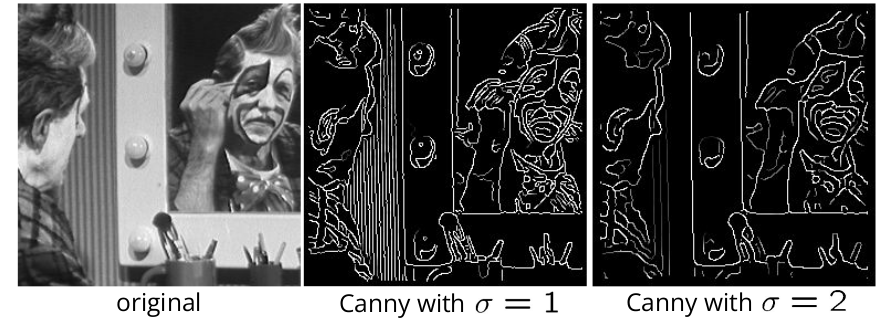 original
Canny with σ = 1
Canny with σ = 2